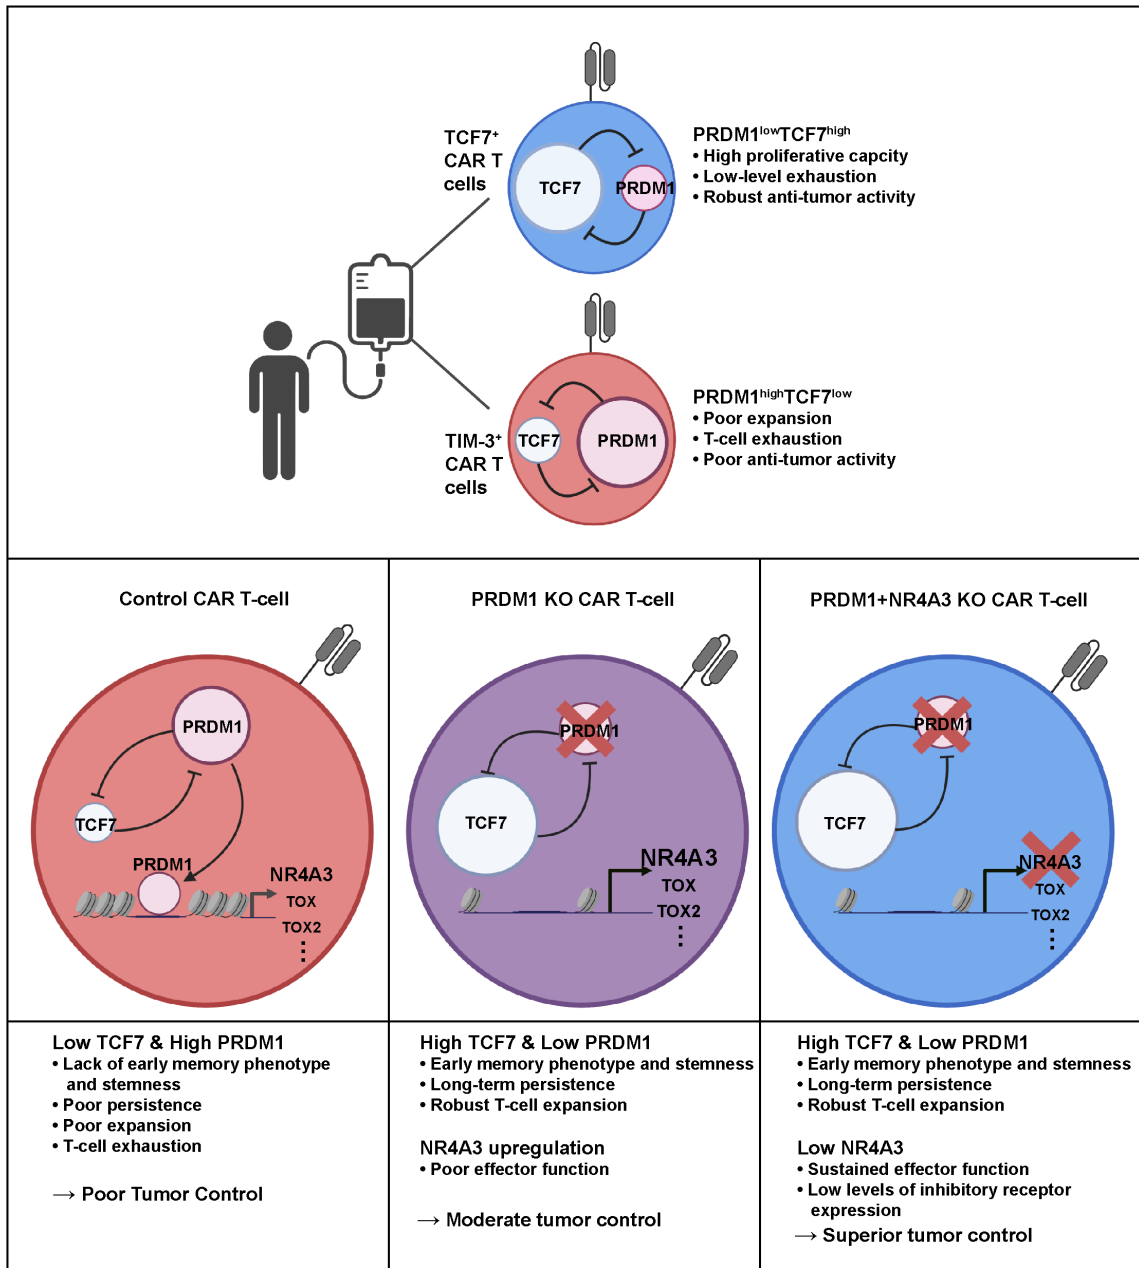 TCF7⁺
CAR T
cells
TCF7
PRDM1
PRDM1ˡᵒʷTCF7ʰⁱᵍʰ
• High proliferative capcity
• Low-level exhaustion
• Robust anti-tumor activity
TIM-3⁺
CAR T
cells
TCF7
PRDM1
PRDM1ʰⁱᵍʰTCF7ˡᵒʷ
• Poor expansion
• T-cell exhaustion
• Poor anti-tumor activity
Control CAR T-cell
PRDM1
TCF7
PRDM1
NR4A3
TOX
TOX2
⋮
PRDM1 KO CAR T-cell
PRDM1
TCF7
NR4A3
TOX
TOX2
⋮
PRDM1+NR4A3 KO CAR T-cell
PRDM1
TCF7
NR4A3
TOX
TOX2
⋮
Low TCF7 & High PRDM1
• Lack of early memory phenotype
and stemness
• Poor persistence
• Poor expansion
• T-cell exhaustion
→ Poor Tumor Control
High TCF7 & Low PRDM1
• Early memory phenotype and stemness
• Long-term persistence
• Robust T-cell expansion
NR4A3 upregulation
• Poor effector function
→ Moderate tumor control
High TCF7 & Low PRDM1
• Early memory phenotype and stemness
• Long-term persistence
• Robust T-cell expansion
Low NR4A3
• Sustained effector function
• Low levels of inhibitory receptor
expression
→ Superior tumor control